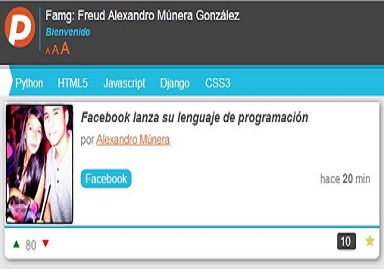 Famg: Freud Alexandro Múnera González.
Bienvenido
A A A
Python HTML5 Javascript Django CSS3
Facebook lanza su lenguaje de programación
por Alexandro Múnera
Facebook hace 20 min
80 10